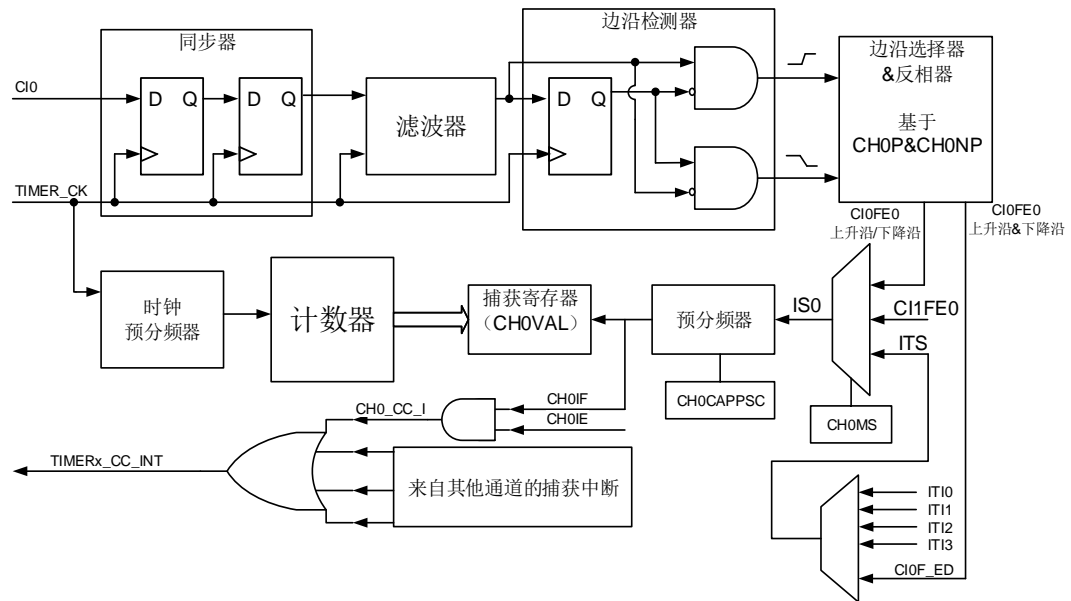 同步器
边沿检测器
CI0
D Q
D Q
滤波器
D Q
边沿选择器
&反相器
基于
CH0P&CH0NP
TIMER_CK
CI0FE0
上升沿/下降沿
CI0FE0
上升沿&下降沿
时钟
预分频器
计数器
捕获寄存器
（CH0VAL）
预分频器
IS0
CI1FE0
ITS
CH0CAPPSC
CH0MS
CH0_CC_I
CH0IF
CH0IE
TIMERx_CC_INT
来自其他通道的捕获中断
ITI0
ITI1
ITI2
ITI3
CI0F_ED